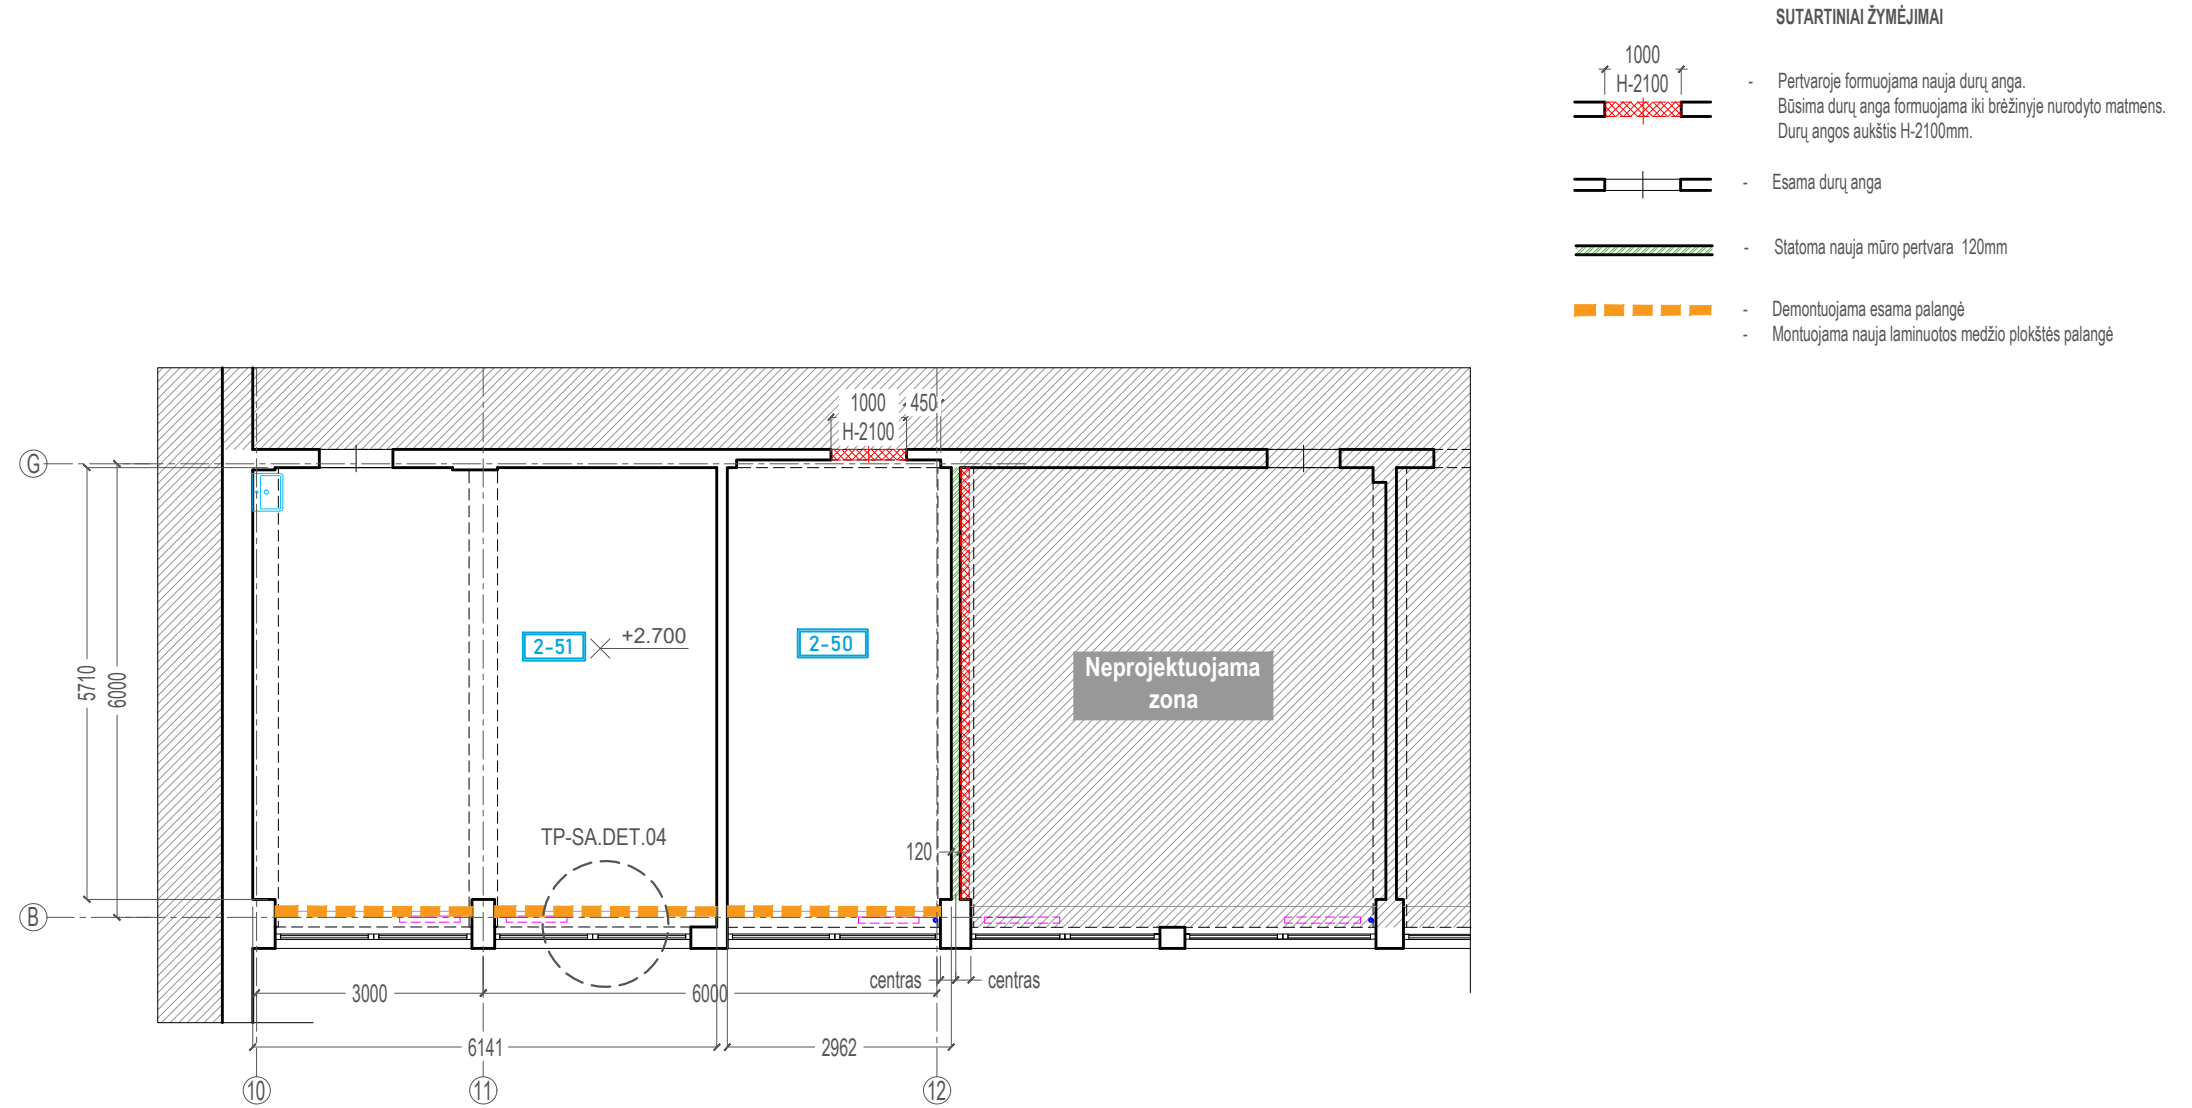 SUTARTINIAI ŽYMĖJIMAI
1000
H-2100
- Pertvaroje formuojama nauja durų anga.
Būsima durų anga formuojama iki brėžinyje nurodyto matmens.
Durų angos aukštis H-2100mm.
- Esama durų anga
- Statoma nauja mūro pertvara 120mm
- Demontuojama esama palangė
- Montuojama nauja laminuotos medžio plokštės palangė
1000 450
H-2100
G
2-51
+2.700
2-50
Neprojektuojama
zona
5710
6000
TP-SA.DET.04
120
B
centras
centras
3000
6000
6141
2962
10
11
12